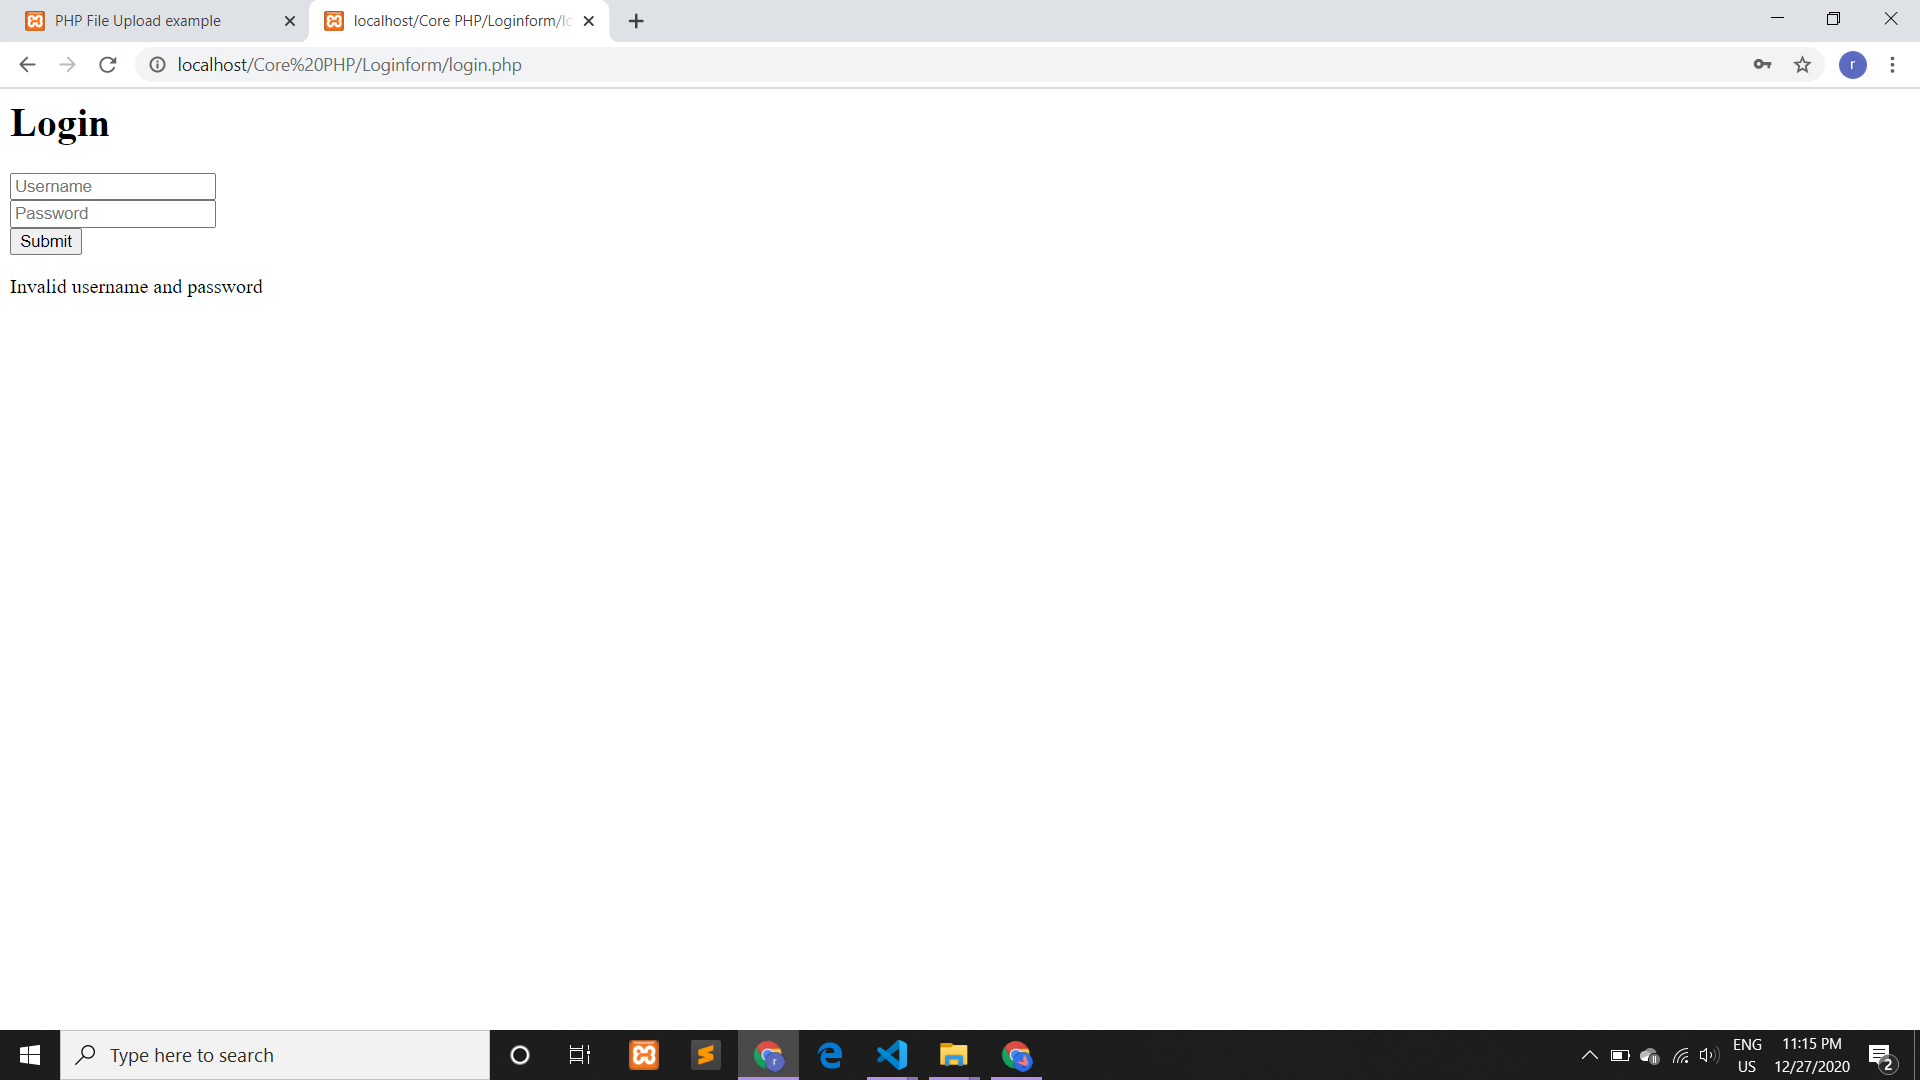 PHP File Upload example
localhost/Core PHP/Loginform/lo
localhost/Core%20PHP/Loginform/login.php
r
Login
Username
Password
Submit
Invalid username and password
Type here to search
r
ENG
US
11:15 PM
12/27/2020
2